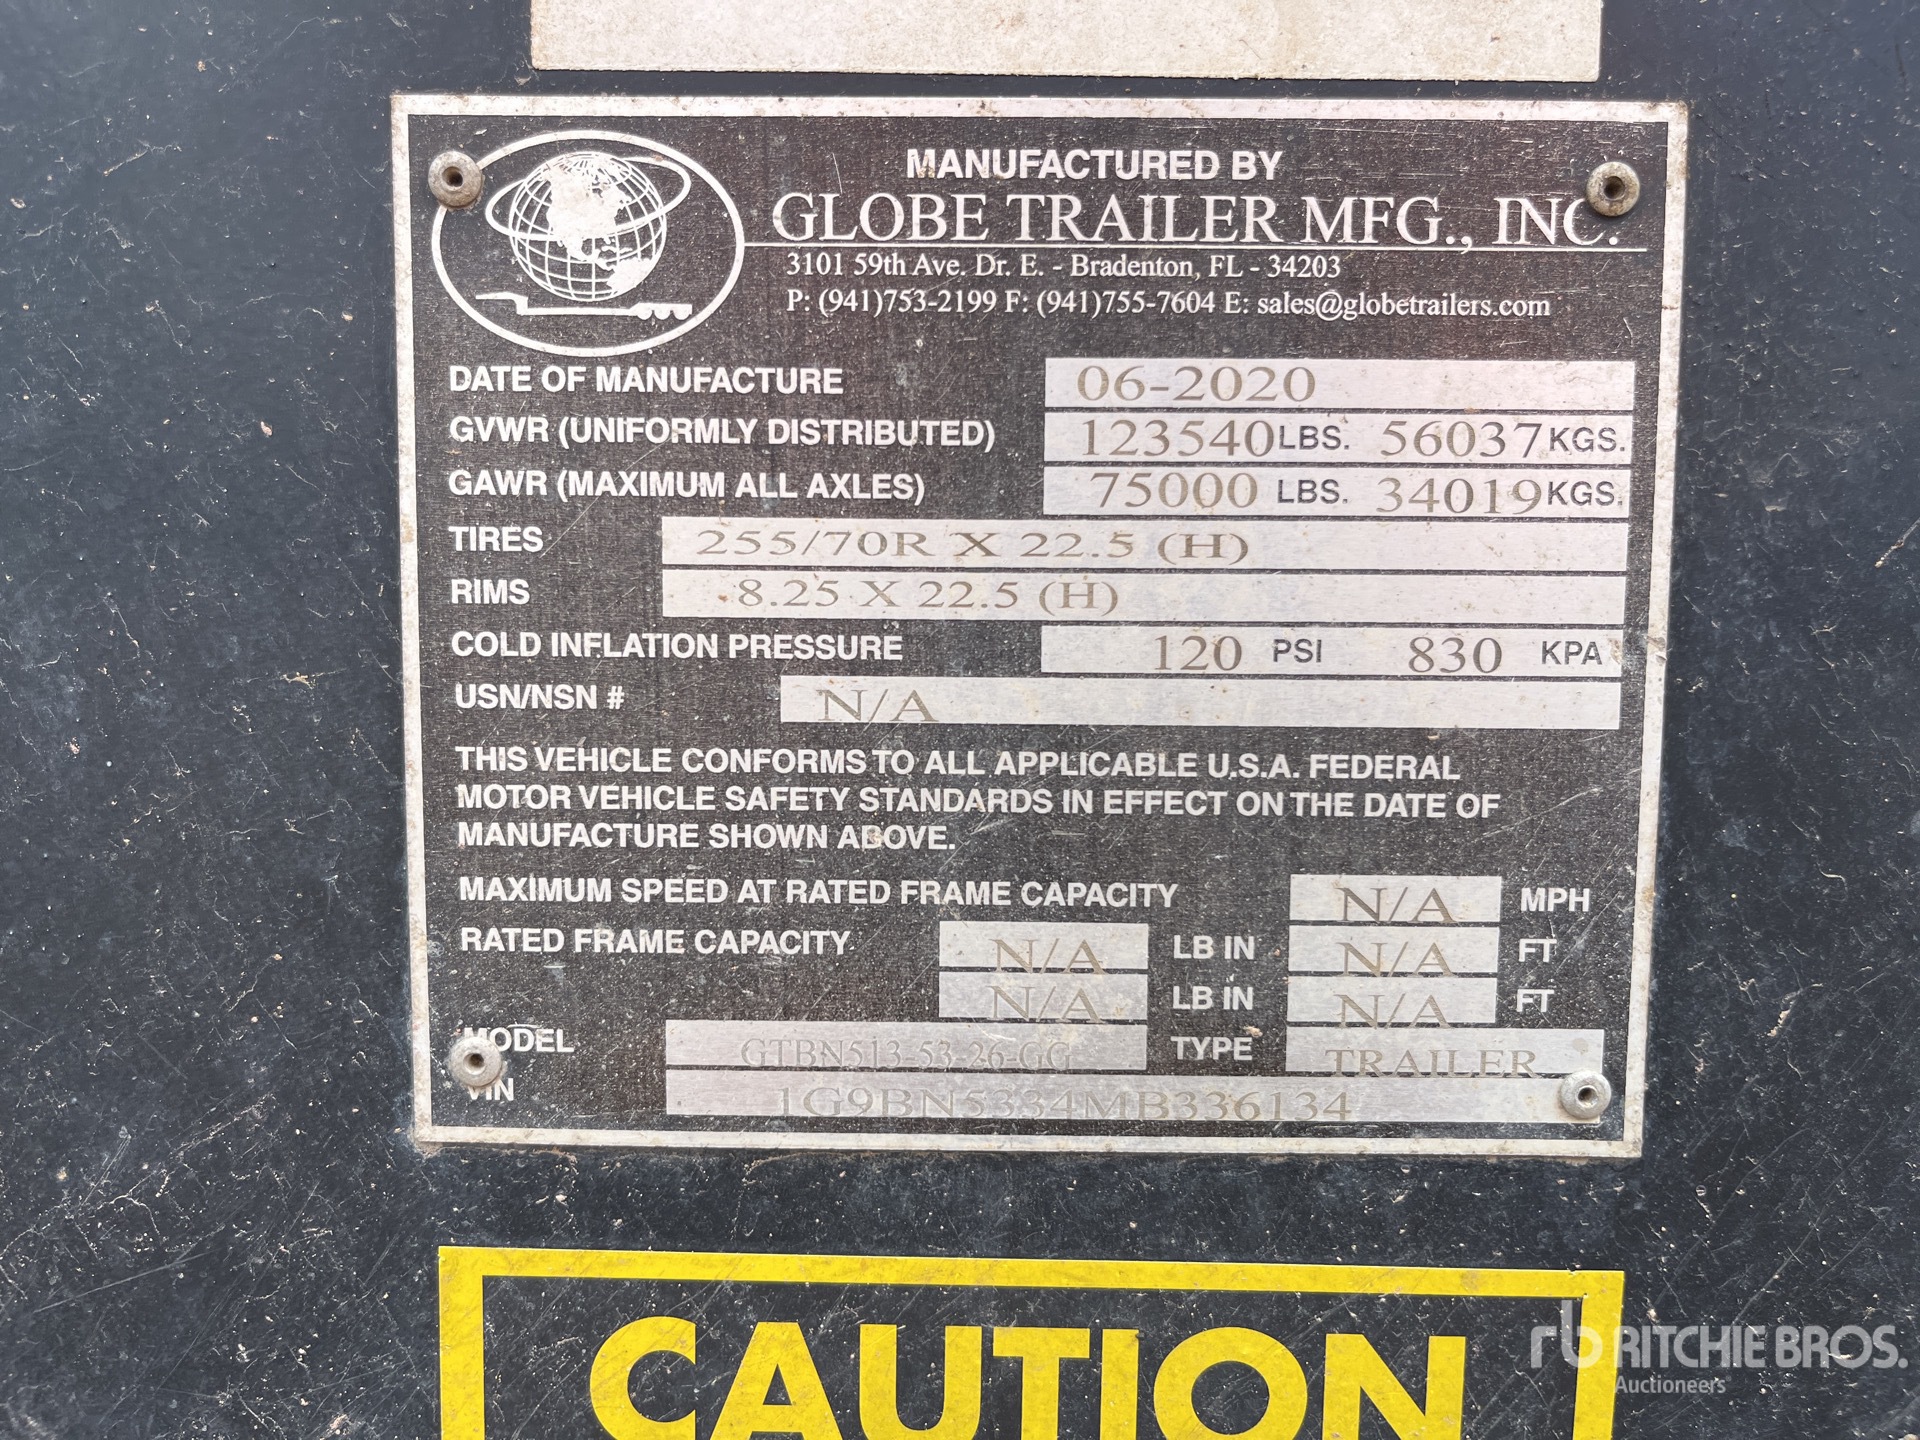 MANUFACTURED BY
GLOBE TRAILER MFG., INC.
3101 59th Ave. Dr. E. - Bradenton, FL - 34203
P: (941)753-2199 F: (941)755-7604 E: sales@globetrailers.com
DATE OF MANUFACTURE 06-2020
GVWR (UNIFORMLY DISTRIBUTED) 123540 LBS. 56037 KGS.
GAWR (MAXIMUM ALL AXLES) 75000 LBS. 34019 KGS.
TIRES 255/70R X 22.5 (H)
RIMS 8.25 X 22.5 (H)
COLD INFLATION PRESSURE 120 PSI 830 KPA
USN/NSN # N/A
THIS VEHICLE CONFORMS TO ALL APPLICABLE U.S.A. FEDERAL
MOTOR VEHICLE SAFETY STANDARDS IN EFFECT ON THE DATE OF
MANUFACTURE SHOWN ABOVE.
MAXIMUM SPEED AT RATED FRAME CAPACITY N/A MPH
RATED FRAME CAPACITY N/A LB IN N/A FT
N/A LB IN N/A FT
MODEL GTBN513-53-26-GG TYPE TRAILER
VIN 1G9BN5334MB336134
CAUTION
rb RITCHIE BROS.
Auctioneers